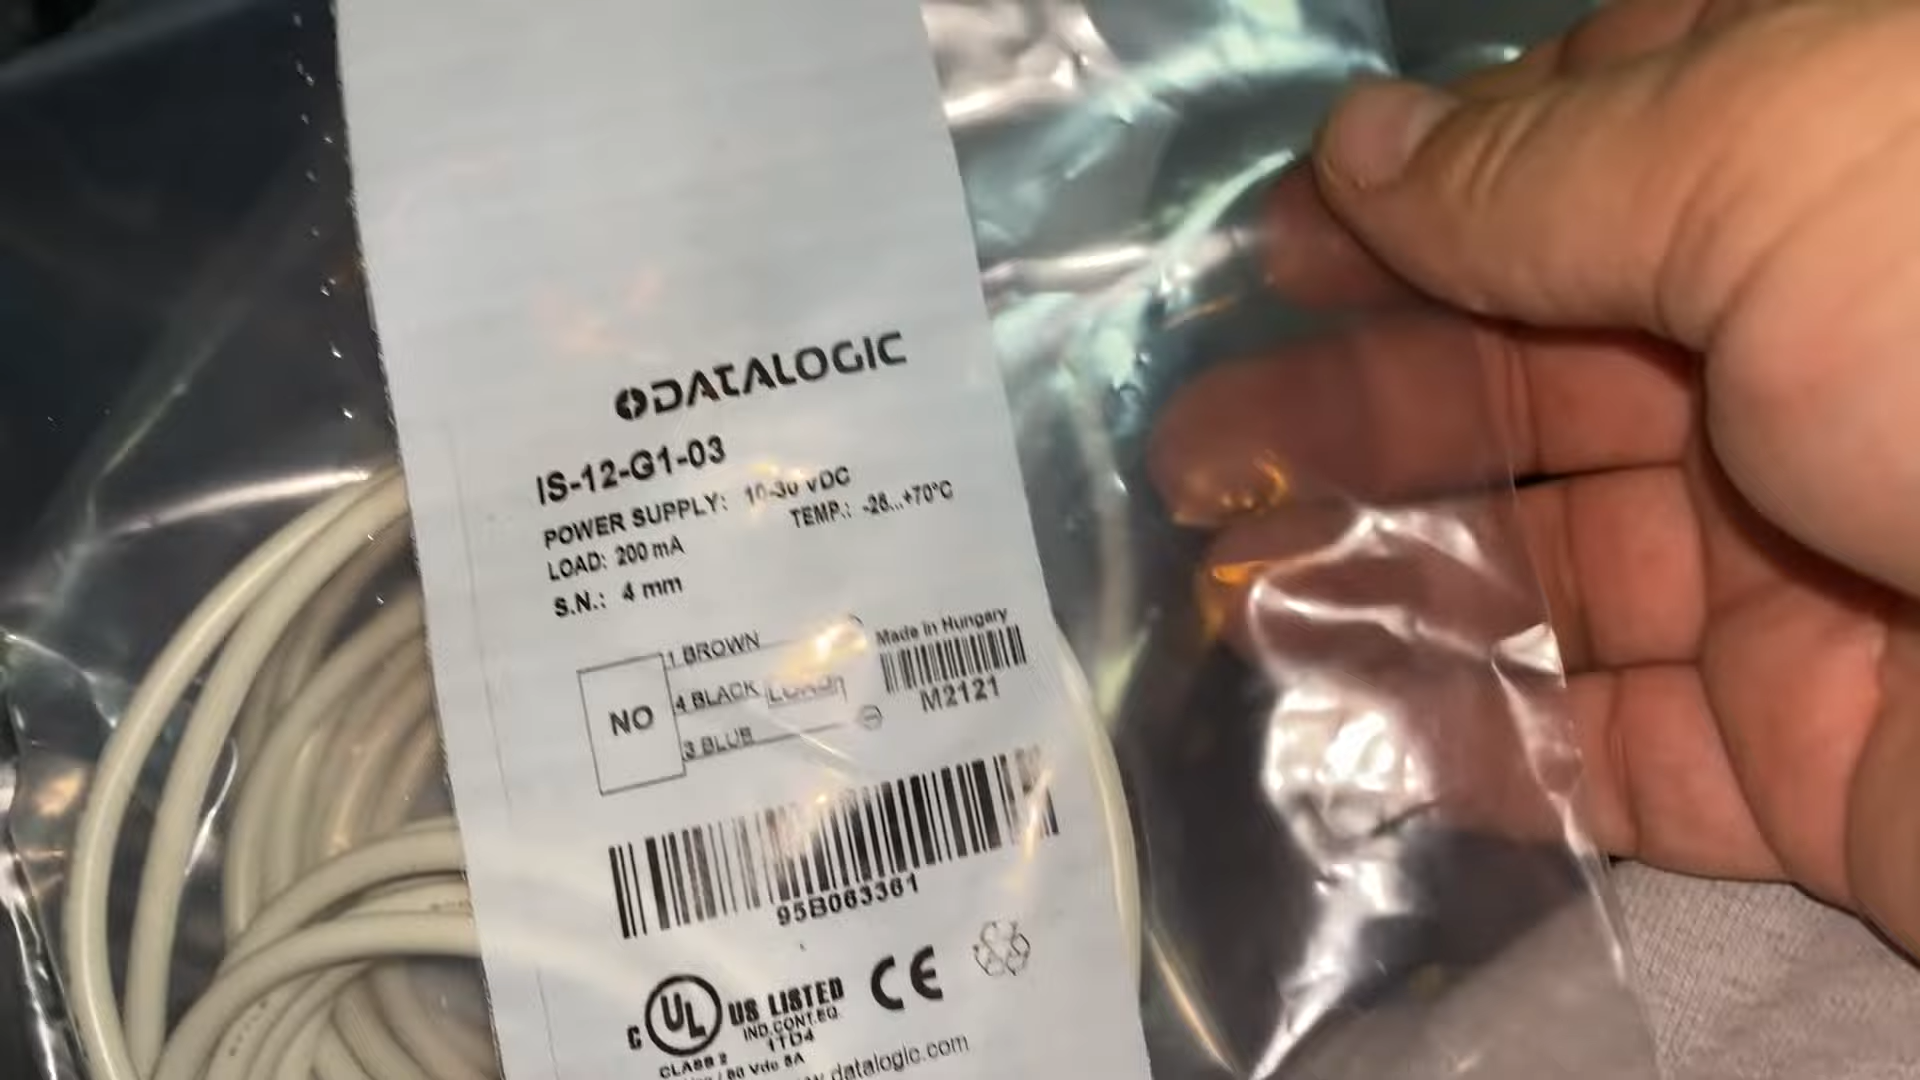 DATALOGIC
IS-12-G1-03
POWER SUPPLY: 10-30 VDC
LOAD: 200 mA TEMP.: -25...+70°C
S.N.: 4 mm
Made in Hungary
M2121
NO
1 BROWN
4 BLACK LOAD
3 BLUE
95B063361
C UL US LISTED
IND.CONT.EQ.
1TD4
CE
CLASS 2
datalogic.com